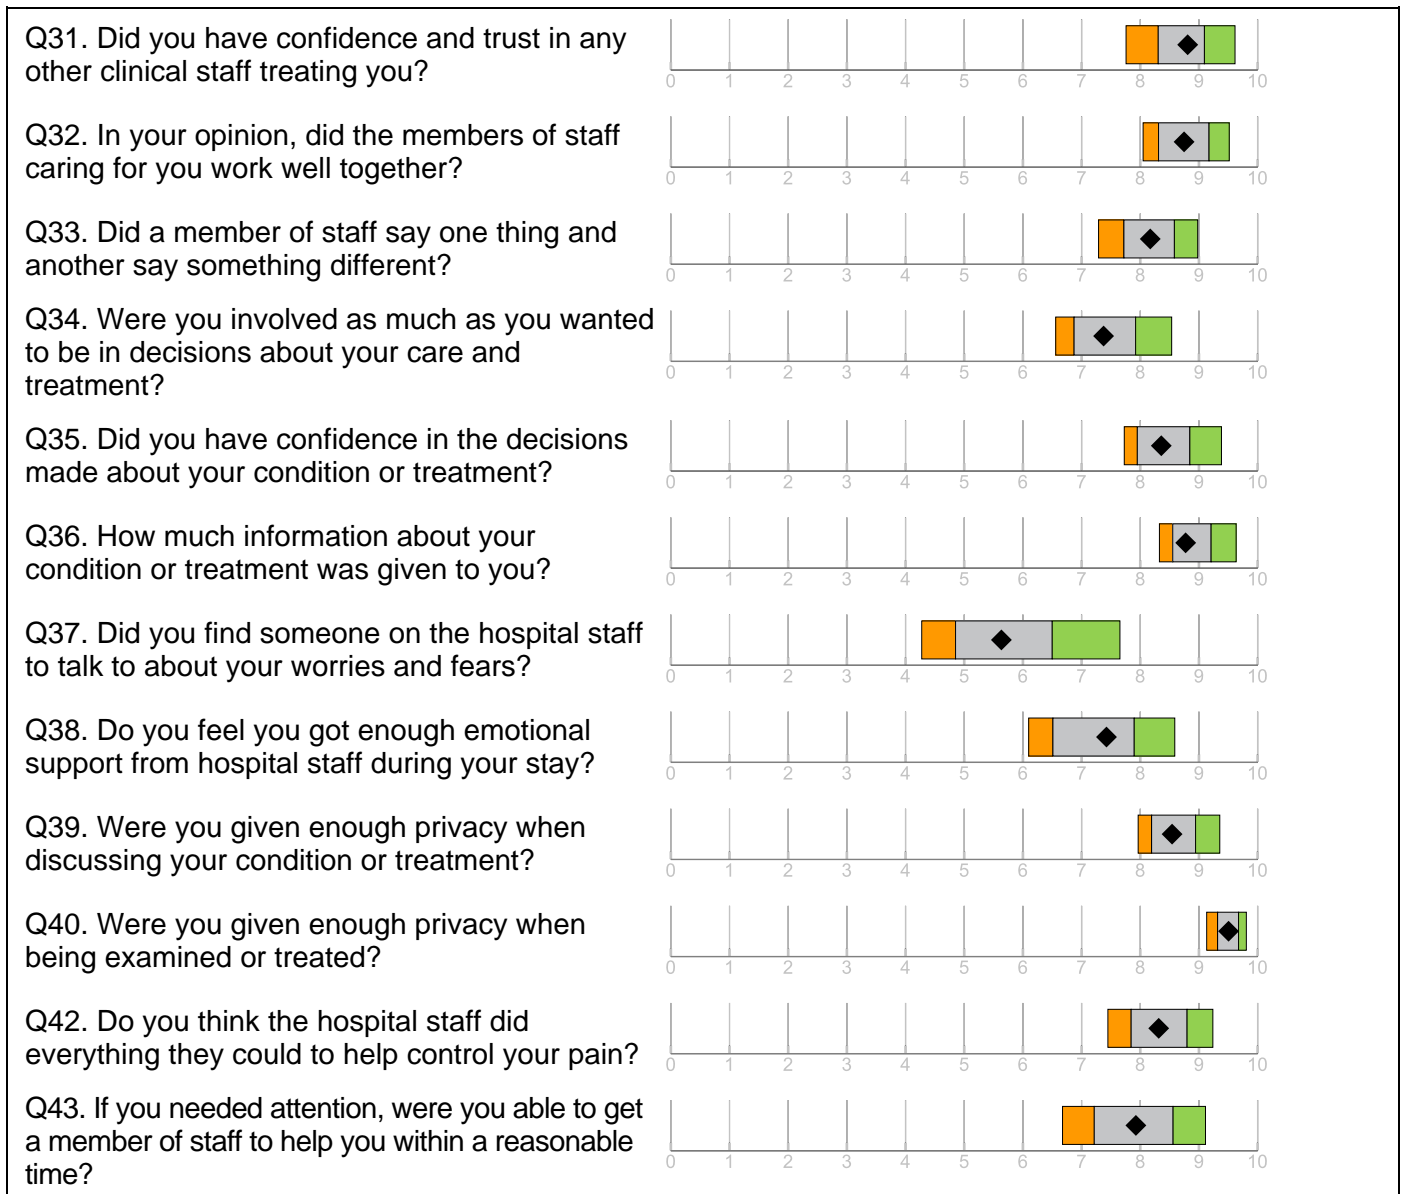 Q31. Did you have confidence and trust in any
other clinical staff treating you?
0 1 2 3 4 5 6 7 8 9 10
Q32. In your opinion, did the members of staff
caring for you work well together?
0 1 2 3 4 5 6 7 8 9 10
Q33. Did a member of staff say one thing and
another say something different?
0 1 2 3 4 5 6 7 8 9 10
Q34. Were you involved as much as you wanted
to be in decisions about your care and
treatment?
0 1 2 3 4 5 6 7 8 9 10
Q35. Did you have confidence in the decisions
made about your condition or treatment?
0 1 2 3 4 5 6 7 8 9 10
Q36. How much information about your
condition or treatment was given to you?
0 1 2 3 4 5 6 7 8 9 10
Q37. Did you find someone on the hospital staff
to talk to about your worries and fears?
0 1 2 3 4 5 6 7 8 9 10
Q38. Do you feel you got enough emotional
support from hospital staff during your stay?
0 1 2 3 4 5 6 7 8 9 10
Q39. Were you given enough privacy when
discussing your condition or treatment?
0 1 2 3 4 5 6 7 8 9 10
Q40. Were you given enough privacy when
being examined or treated?
0 1 2 3 4 5 6 7 8 9 10
Q42. Do you think the hospital staff did
everything they could to help control your pain?
0 1 2 3 4 5 6 7 8 9 10
Q43. If you needed attention, were you able to get
a member of staff to help you within a reasonable
time?
0 1 2 3 4 5 6 7 8 9 10